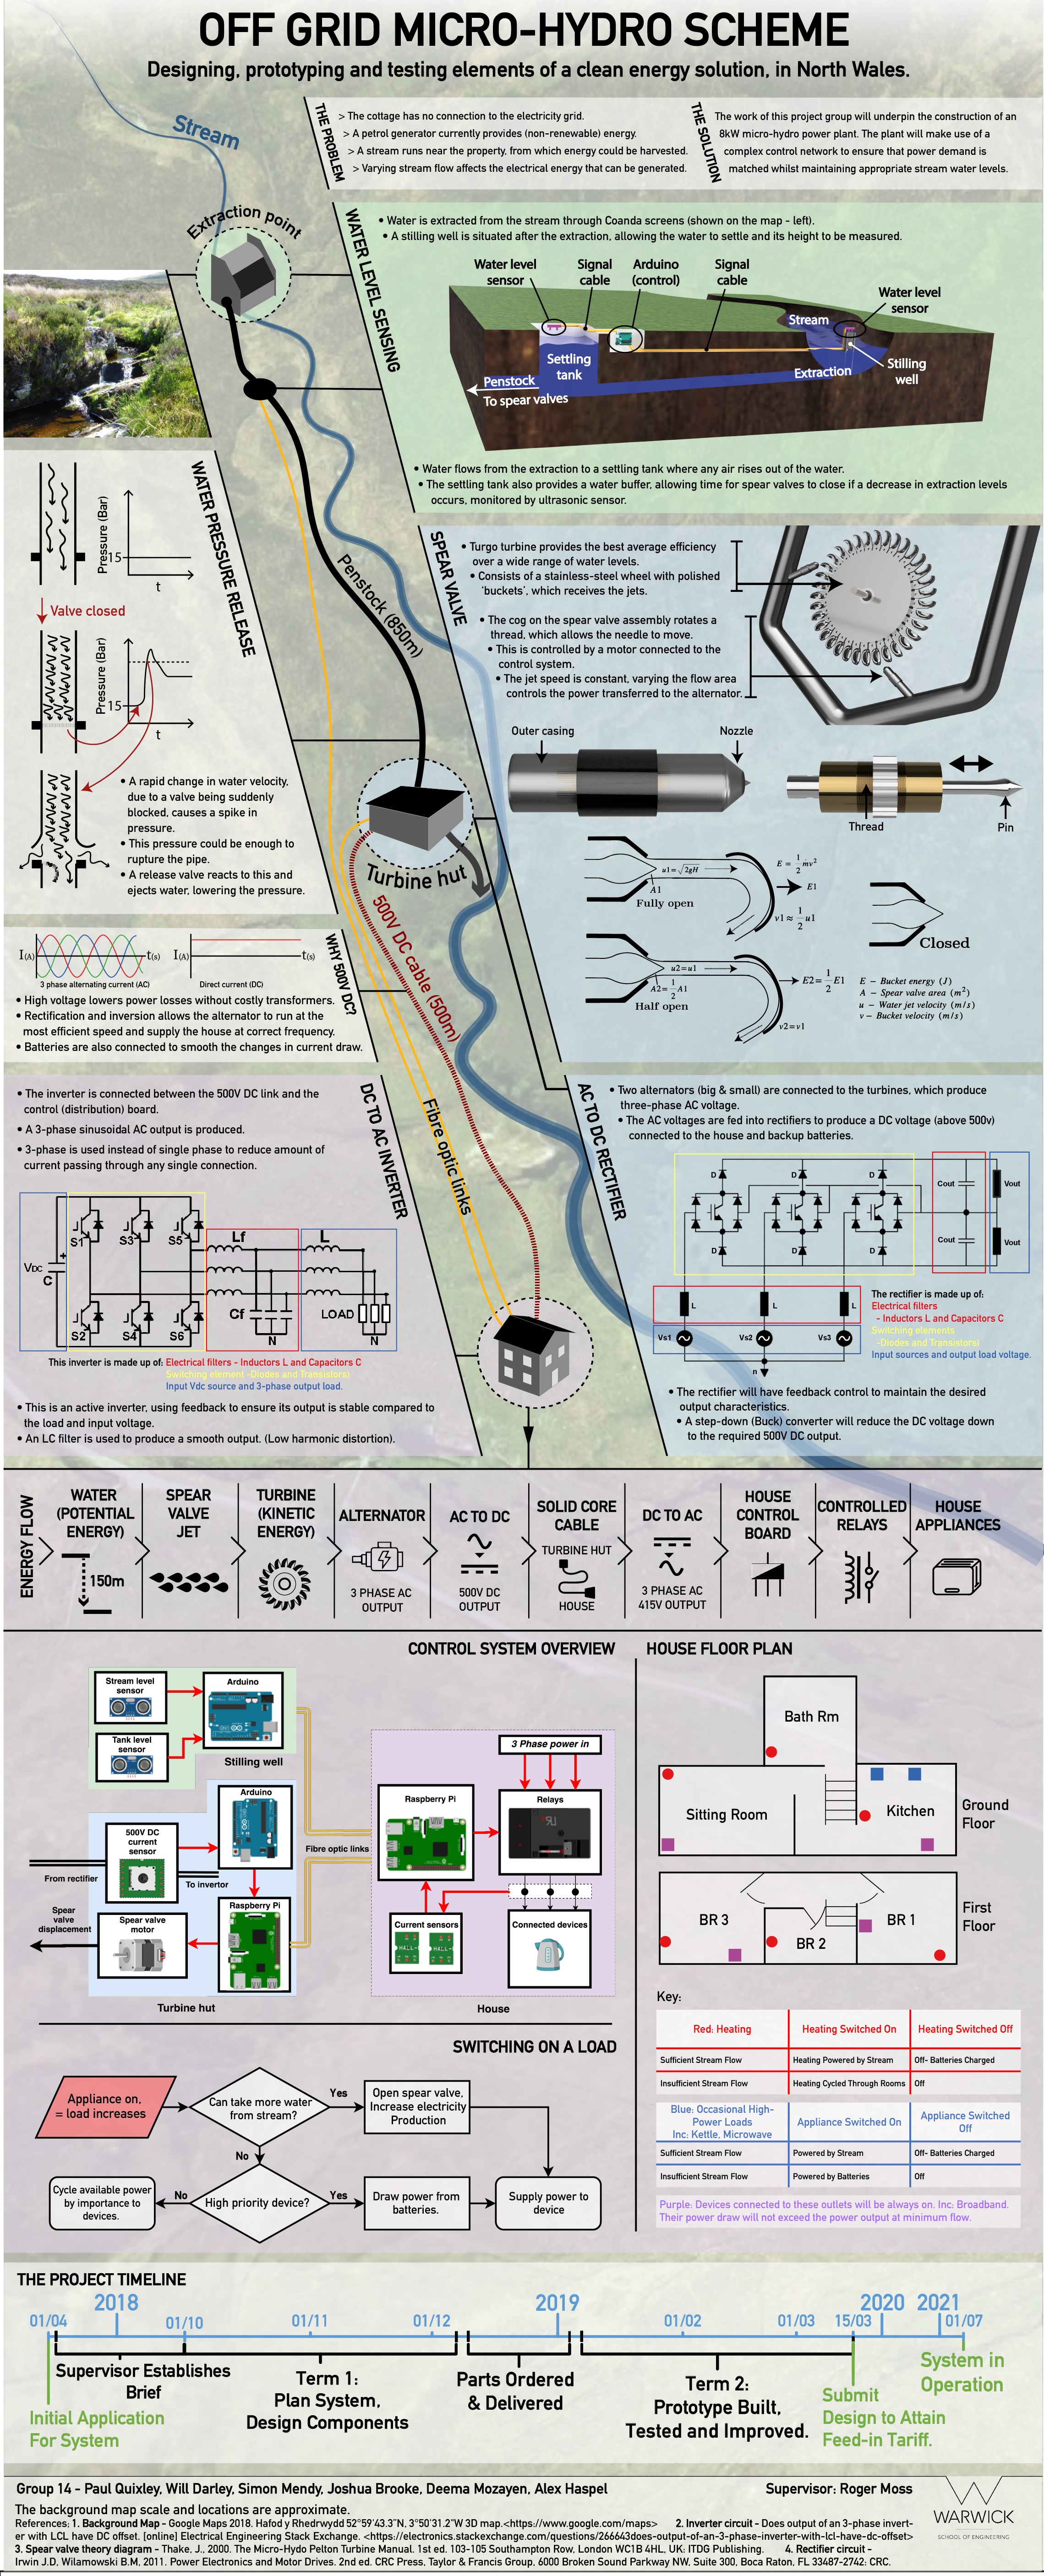 OFF GRID MICRO-HYDRO SCHEME
Designing, prototyping and testing elements of a clean energy solution, in North Wales.
Stream
THE PROBLEM
> The cottage has no connection to the electricity grid.
> A petrol generator currently provides (non-renewable) energy.
> A stream runs near the property, from which energy could be harvested.
> Varying stream flow affects the electrical energy that can be generated.
THE SOLUTION
The work of this project group will underpin the construction of an
8kW micro-hydro power plant. The plant will make use of a
complex control network to ensure that power demand is
matched whilst maintaining appropriate stream water levels.
Extraction point
WATER LEVEL SENSING
• Water is extracted from the stream through Coanda screens (shown on the map - left).
• A stilling well is situated after the extraction, allowing the water to settle and its height to be measured.
Water level
sensor
Signal
cable
Arduino
(control)
Signal
cable
Water level
sensor
Stream
Settling
tank
Stilling
well
Extraction
Penstock
To spear valves
• Water flows from the extraction to a settling tank where any air rises out of the water.
• The settling tank also provides a water buffer, allowing time for spear valves to close if a decrease in extraction levels
occurs, monitored by ultrasonic sensor.
WATER PRESSURE RELEASE
Pressure (Bar)
15
t
Valve closed
Pressure (Bar)
15
t
• A rapid change in water velocity,
due to a valve being suddenly
blocked, causes a spike in
pressure.
• This pressure could be enough to
rupture the pipe.
• A release valve reacts to this and
ejects water, lowering the pressure.
Penstock (850m)
SPEAR VALVE
• Turgo turbine provides the best average efficiency
over a wide range of water levels.
• Consists of a stainless-steel wheel with polished
'buckets', which receives the jets.
• The cog on the spear valve assembly rotates a
thread, which allows the needle to move.
• This is controlled by a motor connected to the
control system.
• The jet speed is constant, varying the flow area
controls the power transferred to the alternator.
Outer casing
Nozzle
Thread
Pin
u1=√2gH
A1
Fully open
E = 1/2 mv²
E1
v1 ≈ 1/2 u1
Closed
u2=u1
A2= 1/2 A1
Half open
E2= 1/2 E1
v2=v1
E – Bucket energy (J)
A – Spear valve area (m²)
u – Water jet velocity (m/s)
v – Bucket velocity (m/s)
Turbine hut
500V DC cable (500m)
WHY 500V DC?
I(A)
t(s)
I(A)
t(s)
3 phase alternating current (AC)
Direct current (DC)
• High voltage lowers power losses without costly transformers.
• Rectification and inversion allows the alternator to run at the
most efficient speed and supply the house at correct frequency.
• Batteries are also connected to smooth the changes in current draw.
DC TO AC INVERTER
• The inverter is connected between the 500V DC link and the
control (distribution) board.
• A 3-phase sinusoidal AC output is produced.
• 3-phase is used instead of single phase to reduce amount of
current passing through any single connection.
VDC
+
C
S1
S3
S5
S2
S4
S6
Lf
Cf
N
L
LOAD
N
This inverter is made up of: Electrical filters - Inductors L and Capacitors C
Switching element -Diodes and Transistors)
Input Vdc source and 3-phase output load.
• This is an active inverter, using feedback to ensure its output is stable compared to
the load and input voltage.
• An LC filter is used to produce a smooth output. (Low harmonic distortion).
Fibre optic links
AC TO DC RECTIFIER
• Two alternators (big & small) are connected to the turbines, which produce
three-phase AC voltage.
• The AC voltages are fed into rectifiers to produce a DC voltage (above 500v)
connected to the house and backup batteries.
D
D
D
D
D
D
Cout
Vout
Cout
Vout
L
L
L
Vs1
Vs2
Vs3
n
The rectifier is made up of:
Electrical filters
- Inductors L and Capacitors C
Switching elements
-Diodes and Transistors)
Input sources and output load voltage.
• The rectifier will have feedback control to maintain the desired
output characteristics.
• A step-down (Buck) converter will reduce the DC voltage down
to the required 500V DC output.
ENERGY FLOW
WATER
(POTENTIAL
ENERGY)
150m
SPEAR
VALVE
JET
TURBINE
(KINETIC
ENERGY)
ALTERNATOR
3 PHASE AC
OUTPUT
AC TO DC
500V DC
OUTPUT
SOLID CORE
CABLE
TURBINE HUT
HOUSE
DC TO AC
3 PHASE AC
415V OUTPUT
HOUSE
CONTROL
BOARD
CONTROLLED
RELAYS
HOUSE
APPLIANCES
CONTROL SYSTEM OVERVIEW
Stream level
sensor
Arduino
Tank level
sensor
Stilling well
Arduino
500V DC
current
sensor
From rectifier
To invertor
Raspberry Pi
Spear
valve
displacement
Spear valve
motor
Turbine hut
Fibre optic links
3 Phase power in
Raspberry Pi
Relays
Current sensors
HALL-
HALL-
Connected devices
House
HOUSE FLOOR PLAN
Bath Rm
Sitting Room
Kitchen
Ground
Floor
BR 3
BR 2
BR 1
First
Floor
Key:
Red: Heating
Heating Switched On
Heating Switched Off
Sufficient Stream Flow
Heating Powered by Stream
Off- Batteries Charged
Insufficient Stream Flow
Heating Cycled Through Rooms
Off
Blue: Occasional High-
Power Loads
Inc: Kettle, Microwave
Appliance Switched On
Appliance Switched
Off
Sufficient Stream Flow
Powered by Stream
Off- Batteries Charged
Insufficient Stream Flow
Powered by Batteries
Off
Purple: Devices connected to these outlets will be always on. Inc: Broadband.
Their power draw will not exceed the power output at minimum flow.
SWITCHING ON A LOAD
Appliance on,
= load increases
Can take more water
from stream?
Yes
Open spear valve,
Increase electricity
Production
No
High priority device?
No
Cycle available power
by importance to
devices.
Yes
Draw power from
batteries.
Supply power to
device
THE PROJECT TIMELINE
2018
2019
2020
2021
01/04
01/10
01/11
01/12
01/02
01/03
15/03
01/07
Supervisor Establishes
Brief
Initial Application
For System
Term 1:
Plan System,
Design Components
Parts Ordered
& Delivered
Term 2:
Prototype Built,
Tested and Improved.
Submit
Design to Attain
Feed-in Tariff.
System in
Operation
Group 14 - Paul Quixley, Will Darley, Simon Mendy, Joshua Brooke, Deema Mozayen, Alex Haspel
Supervisor: Roger Moss
WARWICK
SCHOOL OF ENGINEERING
The background map scale and locations are approximate.
References: 1. Background Map - Google Maps 2018. Hafod y Rhedrwydd 52°59'43.3"N, 3°50'31.2"W 3D map.<https://www.google.com/maps> 2. Inverter circuit - Does output of an 3-phase invert-
er with LCL have DC offset. [online] Electrical Engineering Stack Exchange. <https://electronics.stackexchange.com/questions/266643does-output-of-an-3-phase-inverter-with-lcl-have-dc-offset>
3. Spear valve theory diagram - Thake, J., 2000. The Micro-Hydo Pelton Turbine Manual. 1st ed. 103-105 Southampton Row, London WC1B 4HL, UK: ITDG Publishing. 4. Rectifier circuit -
Irwin J.D, Wilamowski B.M, 2011. Power Electronics and Motor Drives. 2nd ed. CRC Press, Taylor & Francis Group, 6000 Broken Sound Parkway NW, Suite 300, Boca Raton, FL 33487-2742: CRC.